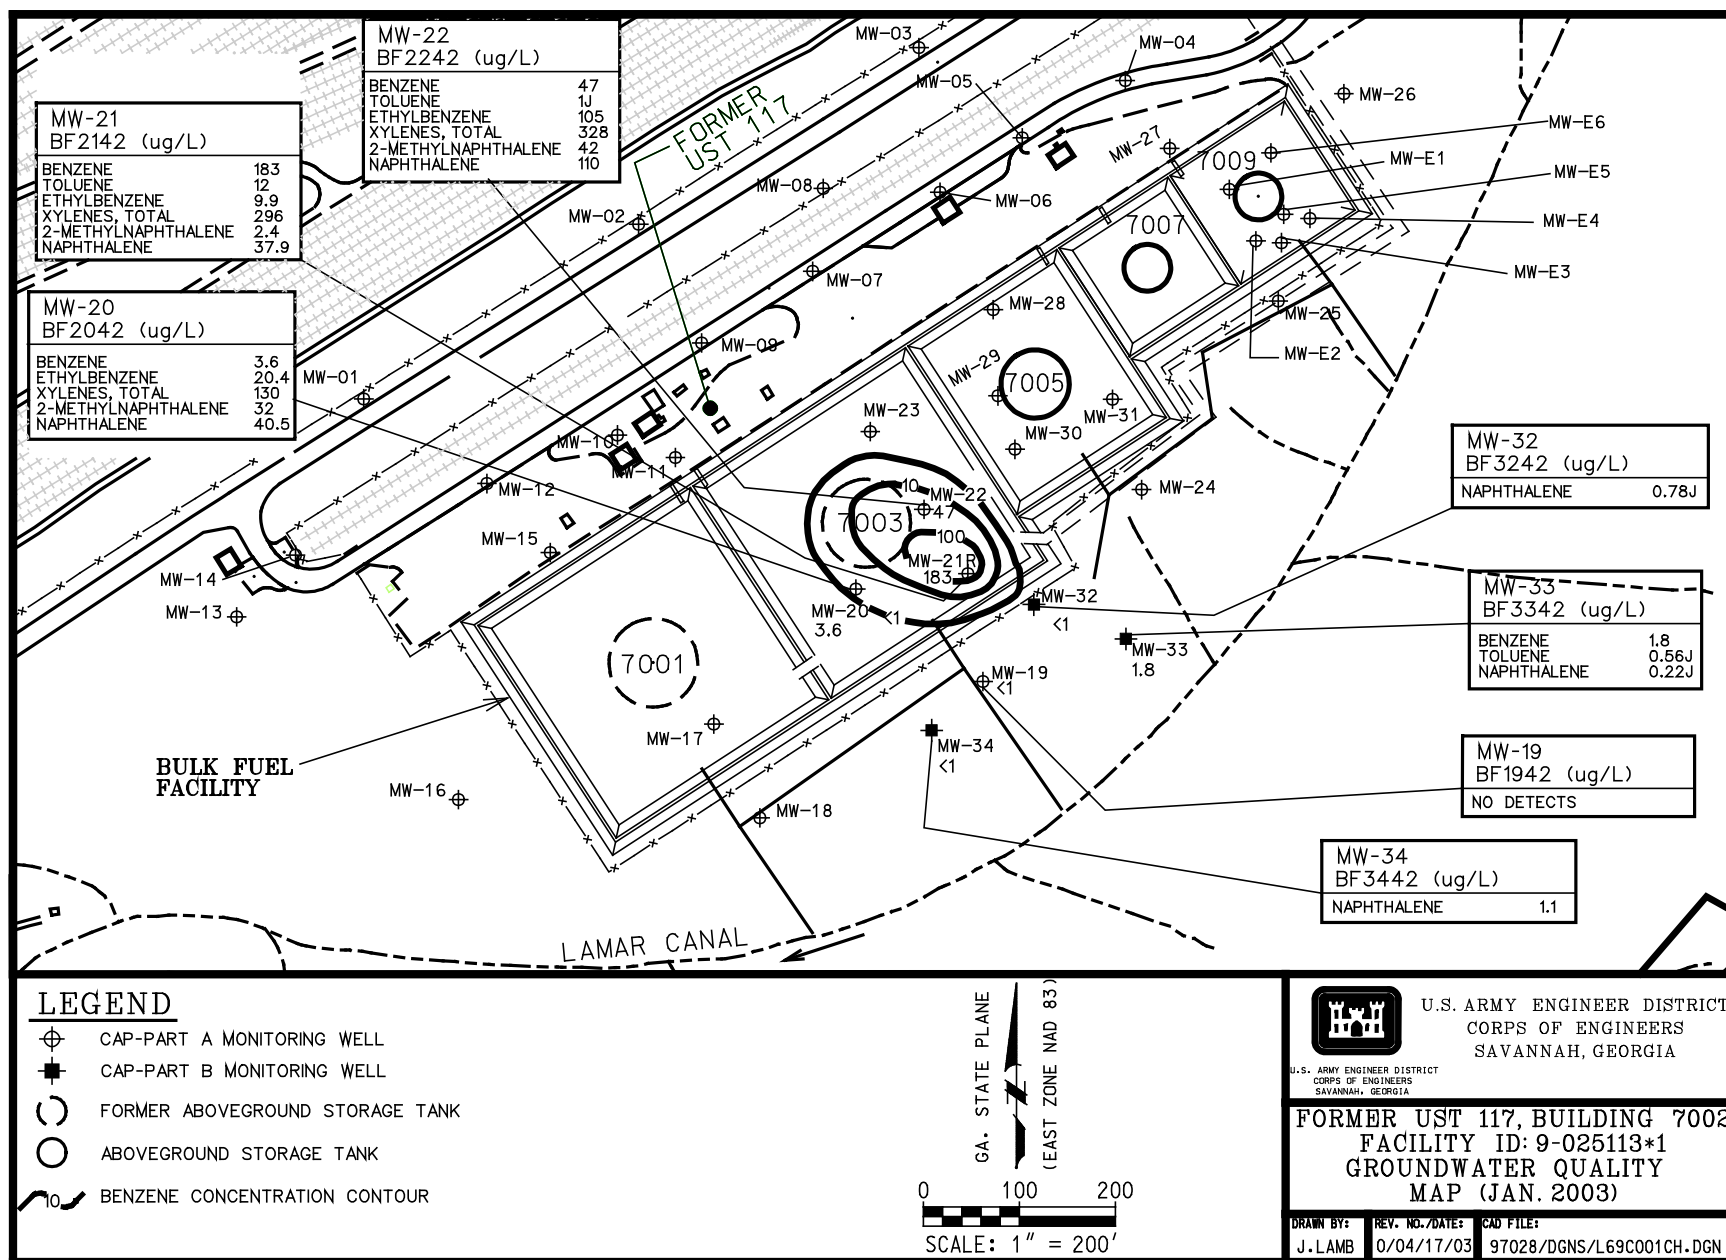 MW-22
BF2242 (ug/L)
BENZENE 47
TOLUENE 1J
ETHYLBENZENE 105
XYLENES, TOTAL 328
2-METHYLNAPHTHALENE 42
NAPHTHALENE 110
MW-21
BF2142 (ug/L)
BENZENE 183
TOLUENE 12
ETHYLBENZENE 9.9
XYLENES, TOTAL 296
2-METHYLNAPHTHALENE 2.4
NAPHTHALENE 37.9
MW-20
BF2042 (ug/L)
BENZENE 3.6
ETHYLBENZENE 20.4
XYLENES, TOTAL 130
2-METHYLNAPHTHALENE 32
NAPHTHALENE 40.5
FORMER
UST 117
MW-03
MW-04
MW-05
MW-26
MW-E6
MW-27
7009
MW-E1
MW-E5
MW-08
MW-06
MW-02
MW-E4
7007
MW-07
MW-E3
MW-28
MW-25
MW-09
MW-E2
MW-01
MW-29
7005
MW-23
MW-31
MW-10
MW-30
MW-11
MW-12
MW-24
10
MW-22
47
7003
100
MW-15
MW-21R
183
MW-14
MW-13
MW-20
3.6
<1
MW-32
<1
MW-33
1.8
7001
MW-19
<1
MW-17
MW-34
<1
BULK FUEL
FACILITY
MW-16
MW-18
LAMAR CANAL
MW-32
BF3242 (ug/L)
NAPHTHALENE 0.78J
MW-33
BF3342 (ug/L)
BENZENE 1.8
TOLUENE 0.56J
NAPHTHALENE 0.22J
MW-19
BF1942 (ug/L)
NO DETECTS
MW-34
BF3442 (ug/L)
NAPHTHALENE 1.1
LEGEND
CAP-PART A MONITORING WELL
CAP-PART B MONITORING WELL
FORMER ABOVEGROUND STORAGE TANK
ABOVEGROUND STORAGE TANK
10 BENZENE CONCENTRATION CONTOUR
GA. STATE PLANE
(EAST ZONE NAD 83)
N
0 100 200
SCALE: 1" = 200'
U.S. ARMY ENGINEER DISTRICT
CORPS OF ENGINEERS
SAVANNAH, GEORGIA
U.S. ARMY ENGINEER DISTRICT
CORPS OF ENGINEERS
SAVANNAH, GEORGIA
FORMER UST 117, BUILDING 7002
FACILITY ID: 9-025113*1
GROUNDWATER QUALITY
MAP (JAN. 2003)
DRAWN BY:
J.LAMB
REV. NO./DATE:
0/04/17/03
CAD FILE:
97028/DGNS/L69C001CH.DGN